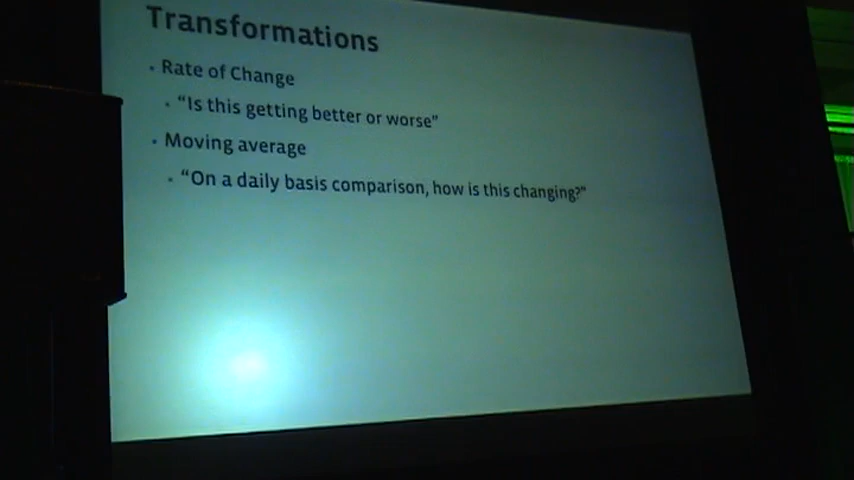 Transformations
• Rate of Change
• “Is this getting better or worse”
• Moving average
• “On a daily basis comparison, how is this changing?”